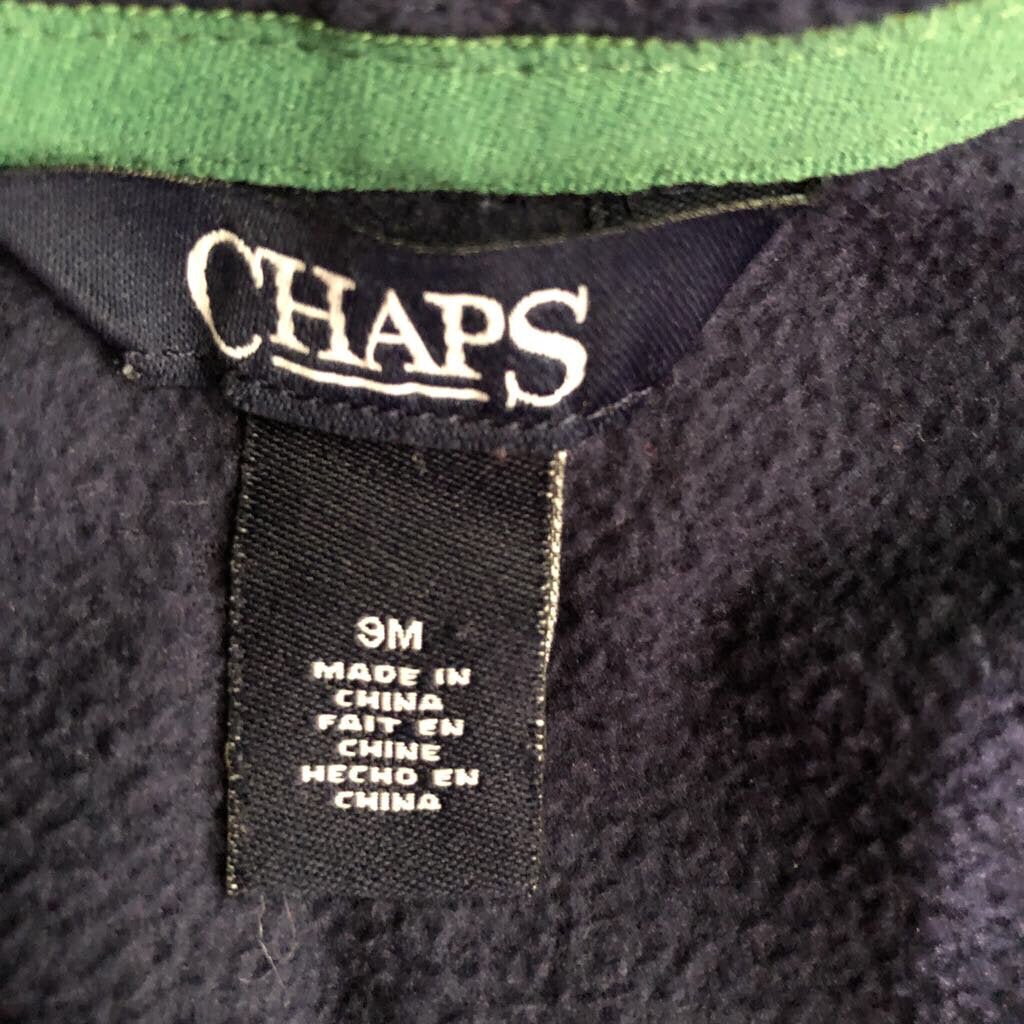 CHAPS
9M
MADE IN
CHINA
FAIT EN
CHINE
HECHO EN
CHINA